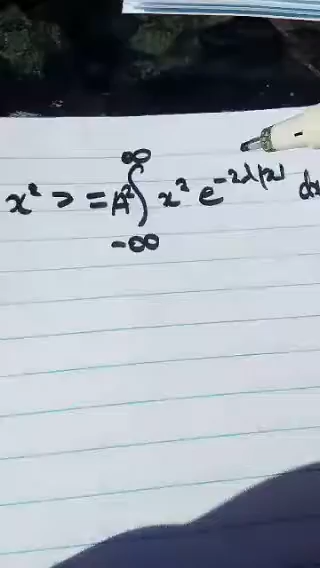 x² > = A² ∫_{-∞}^{∞} x² e^{-2λ|x|} dx